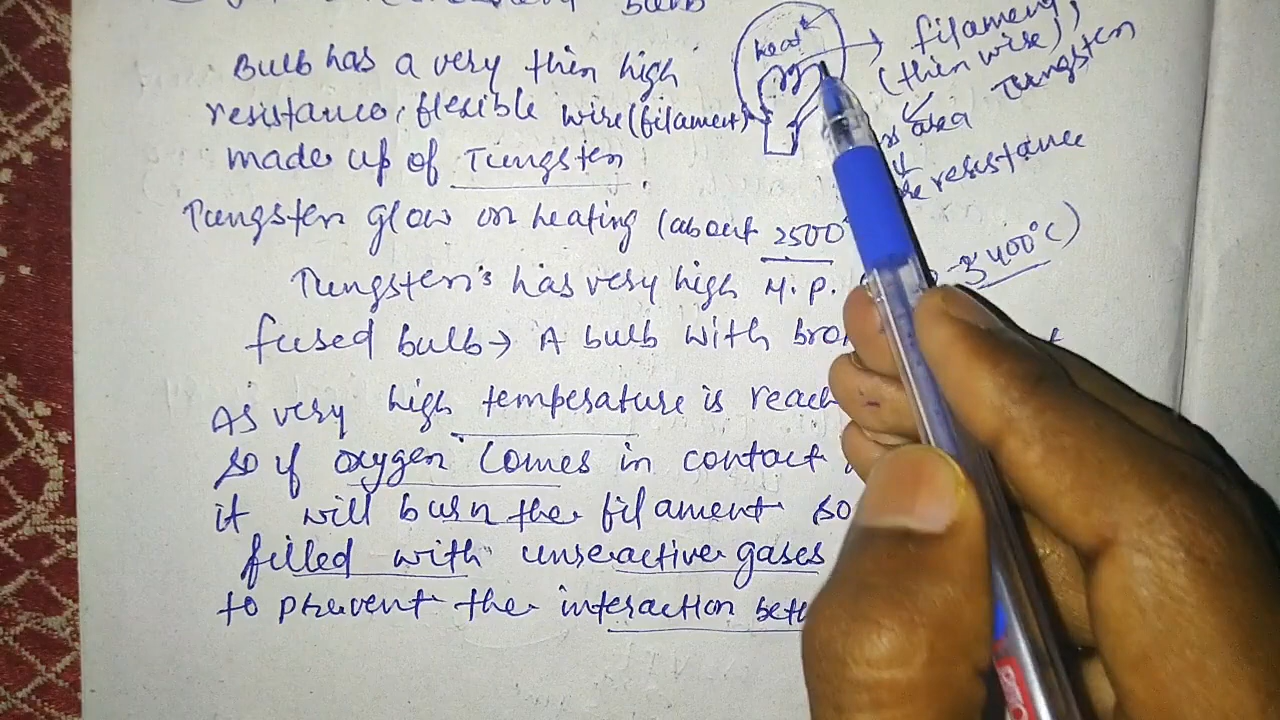 bulb
Bulb has a very thin high
resistance, flexible wire (filament)
made up of Tungsten
heat
filament,
(thin wire),
Tungsten
area
resistance
Tungsten glow on heating (about 2500°
Tungsten's has very high M.P. 3400°C)
fused bulb → A bulb with
As very high temperature is
so if oxygen comes in contact
it will burn the filament so
filled with unreactive gases
to prevent the interaction